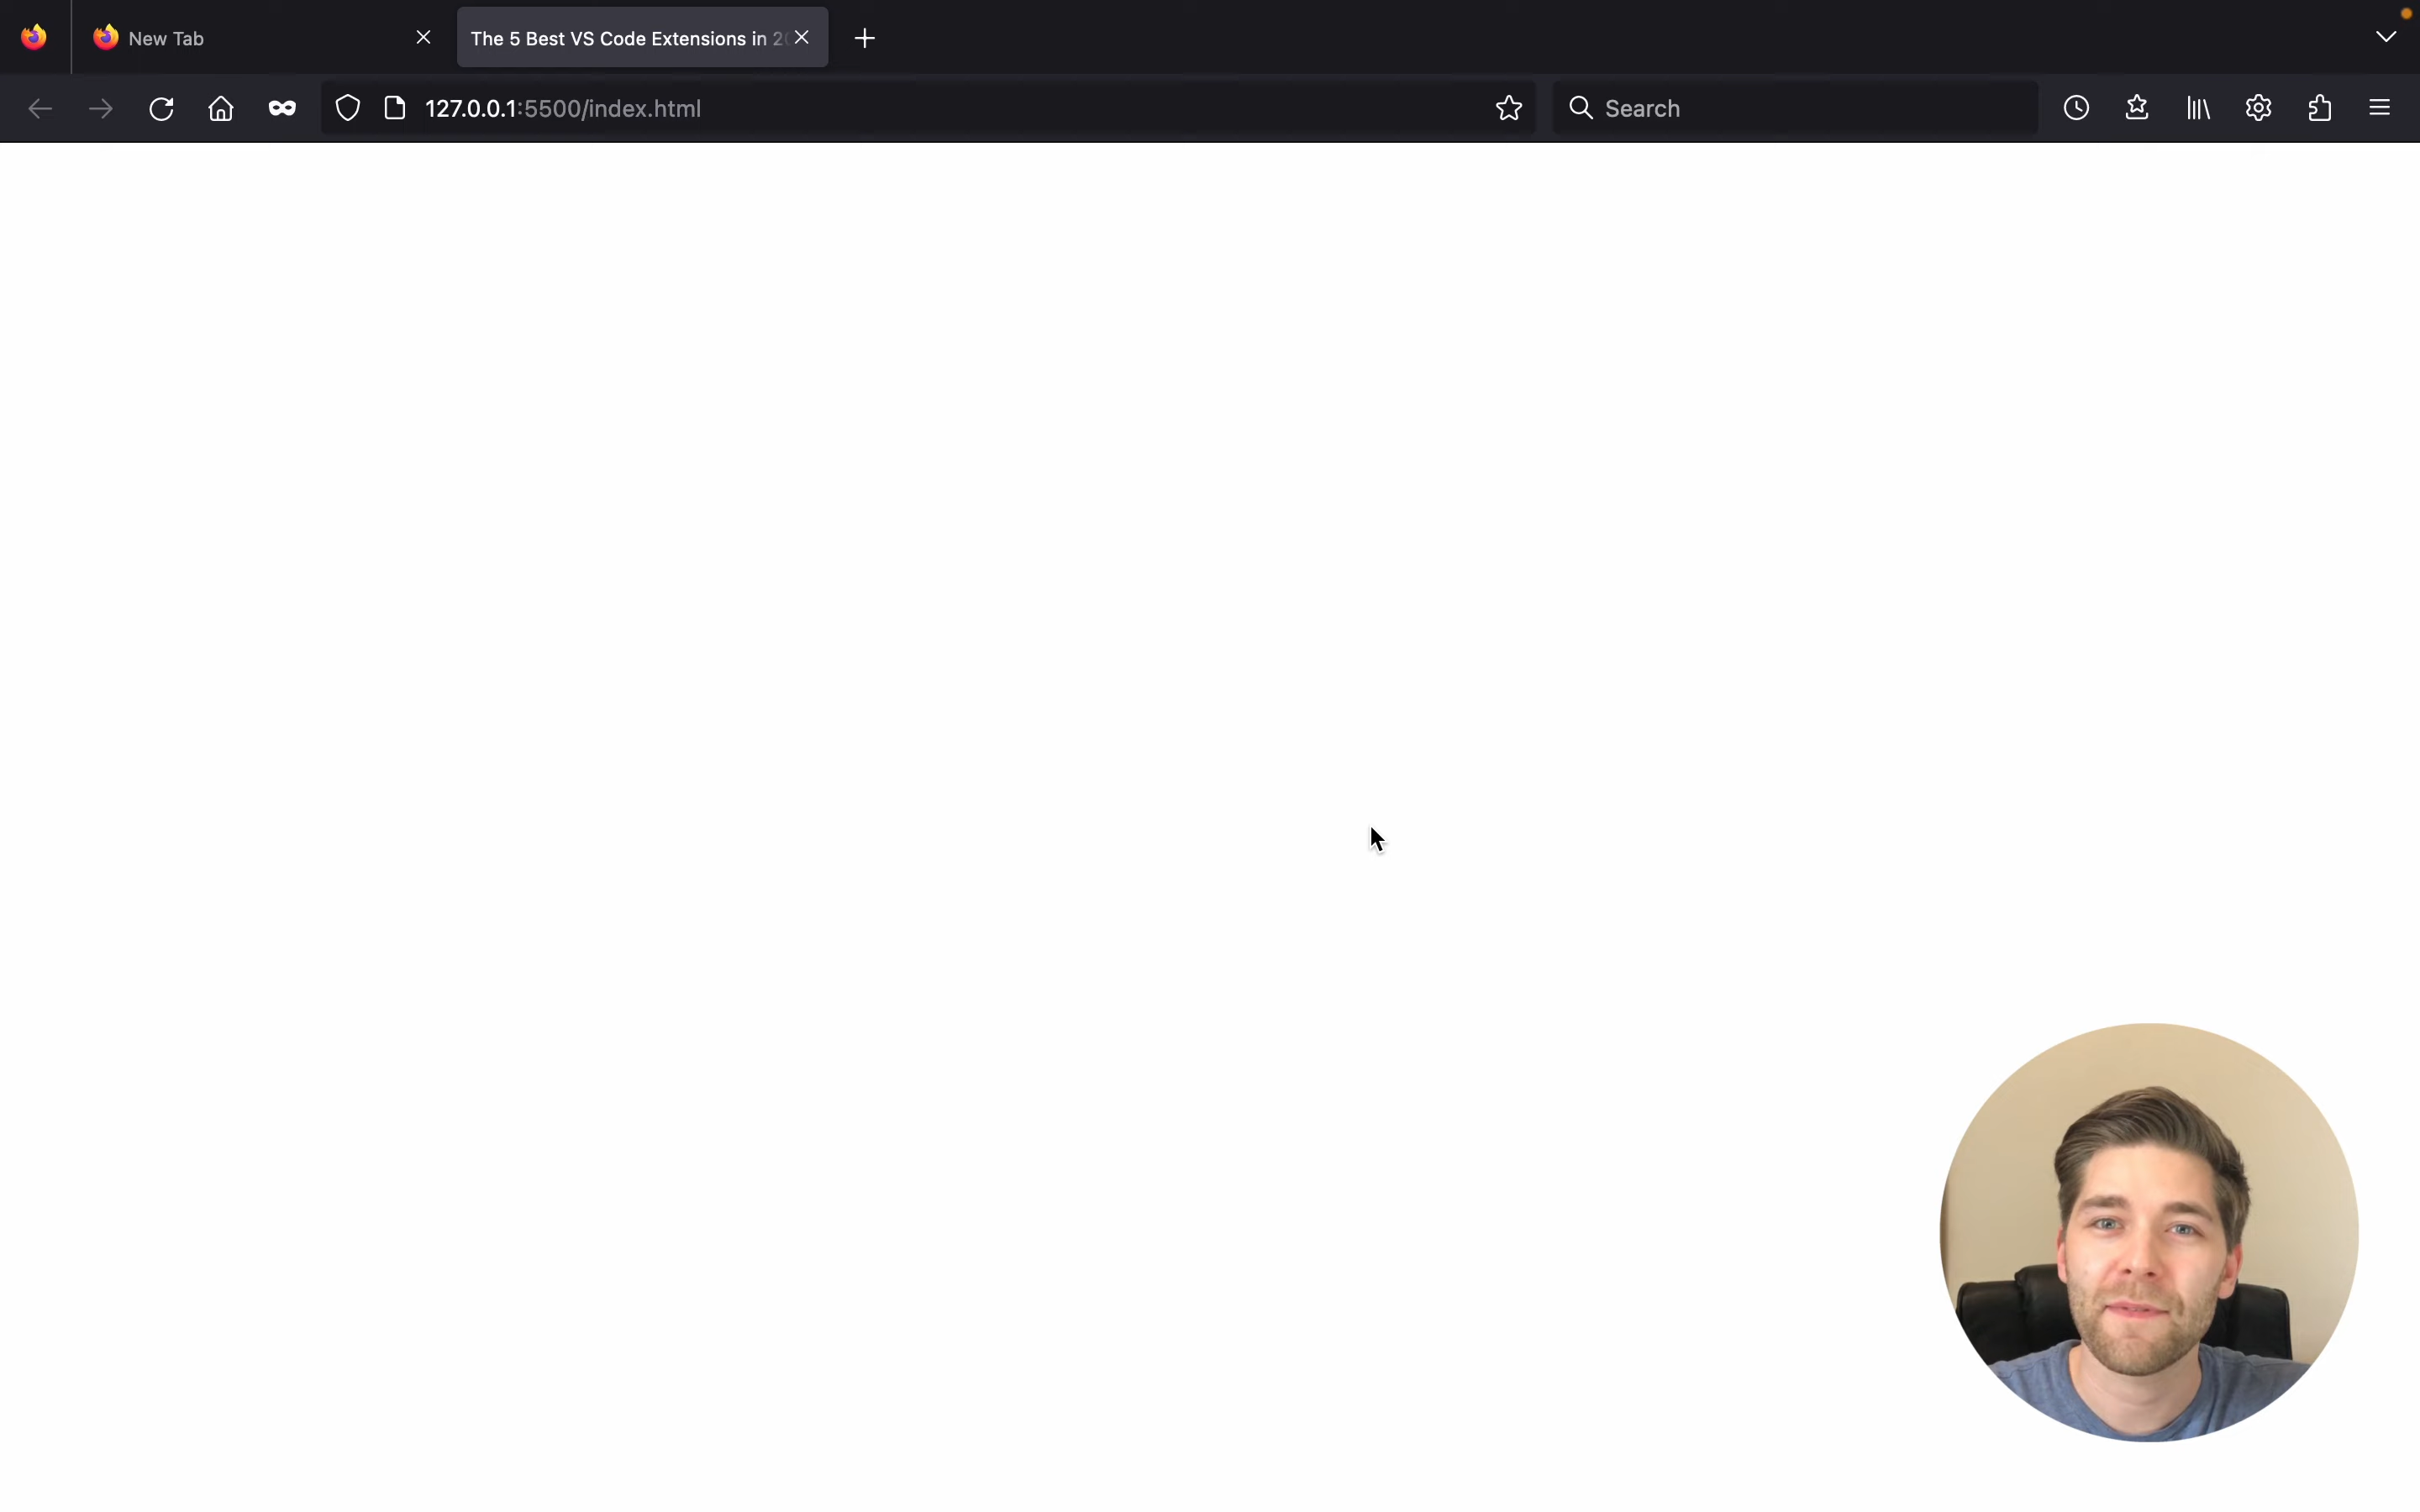 New Tab
The 5 Best VS Code Extensions in 2
127.0.0.1:5500/index.html
Search